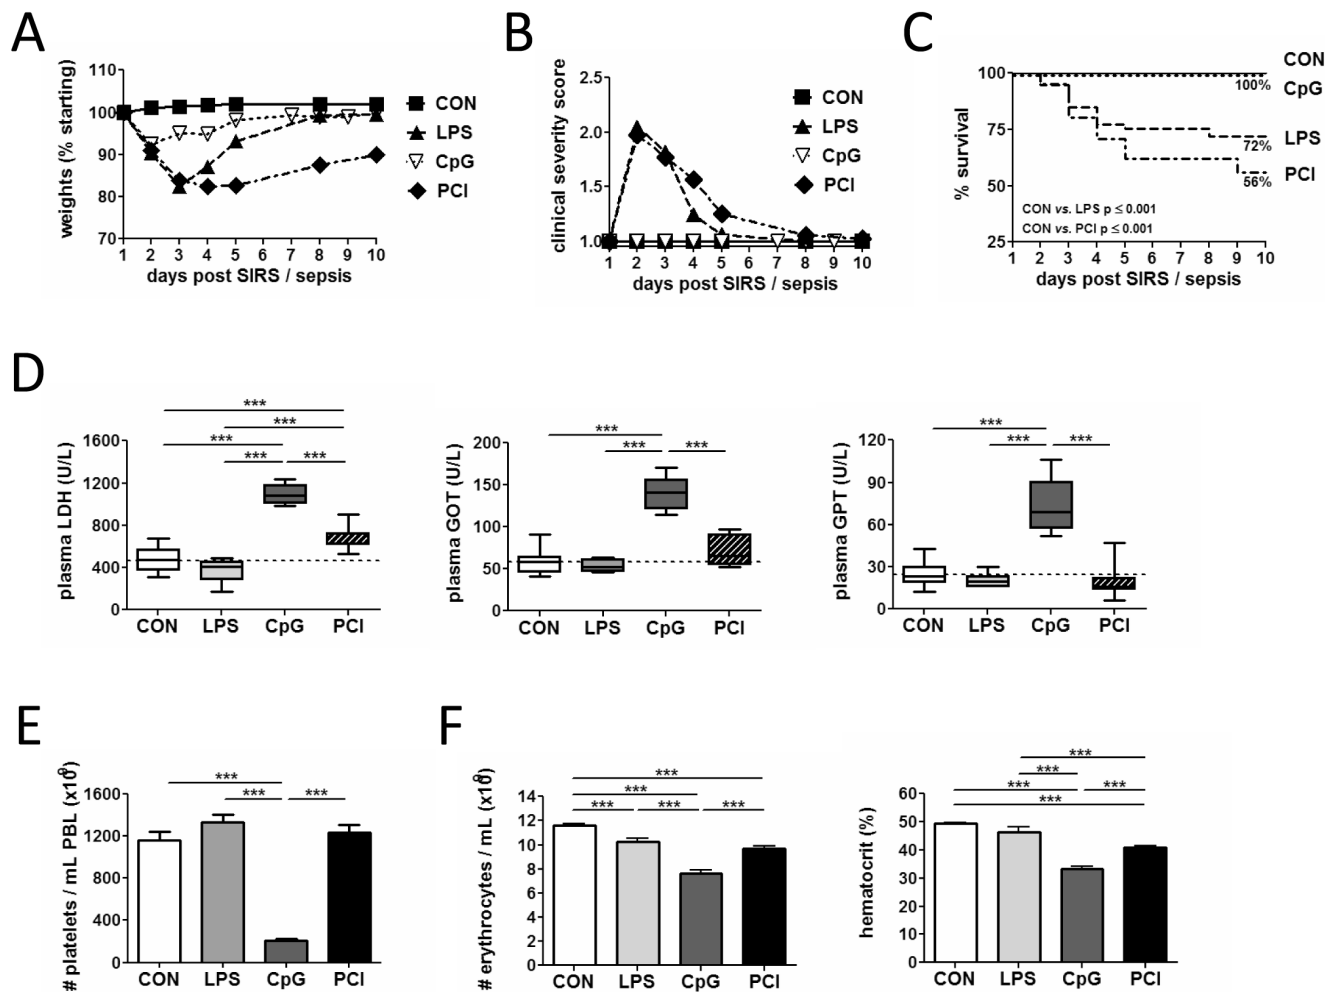 A
weights (% starting)
110
100
90
80
70
1 2 3 4 5 6 7 8 9 10
days post SIRS / sepsis
CON
LPS
CpG
PCI
B
clinical severity score
2.5
2.0
1.5
1.0
1 2 3 4 5 6 7 8 9 10
days post SIRS / sepsis
CON
LPS
CpG
PCI
C
% survival
100
75
50
25
1 2 3 4 5 6 7 8 9 10
days post SIRS / sepsis
CON
100%
CpG
LPS
72%
PCI
56%
CON vs. LPS p ≤ 0.001
CON vs. PCI p ≤ 0.001
D
plasma LDH (U/L)
1600
1200
800
400
0
***
***
***
*** ***
CON LPS CpG PCI
plasma GOT (U/L)
200
150
100
50
0
***
*** ***
CON LPS CpG PCI
plasma GPT (U/L)
120
90
60
30
0
***
*** ***
CON LPS CpG PCI
E
# platelets / mL PBL (x10⁹)
1600
1200
800
400
0
***
*** ***
CON LPS CpG PCI
F
# erythrocytes / mL (x10⁹)
14
12
10
8
6
4
2
0
***
***
*** *** ***
CON LPS CpG PCI
hematocrit (%)
60
50
40
30
20
10
0
***
***
*** ***
***
CON LPS CpG PCI